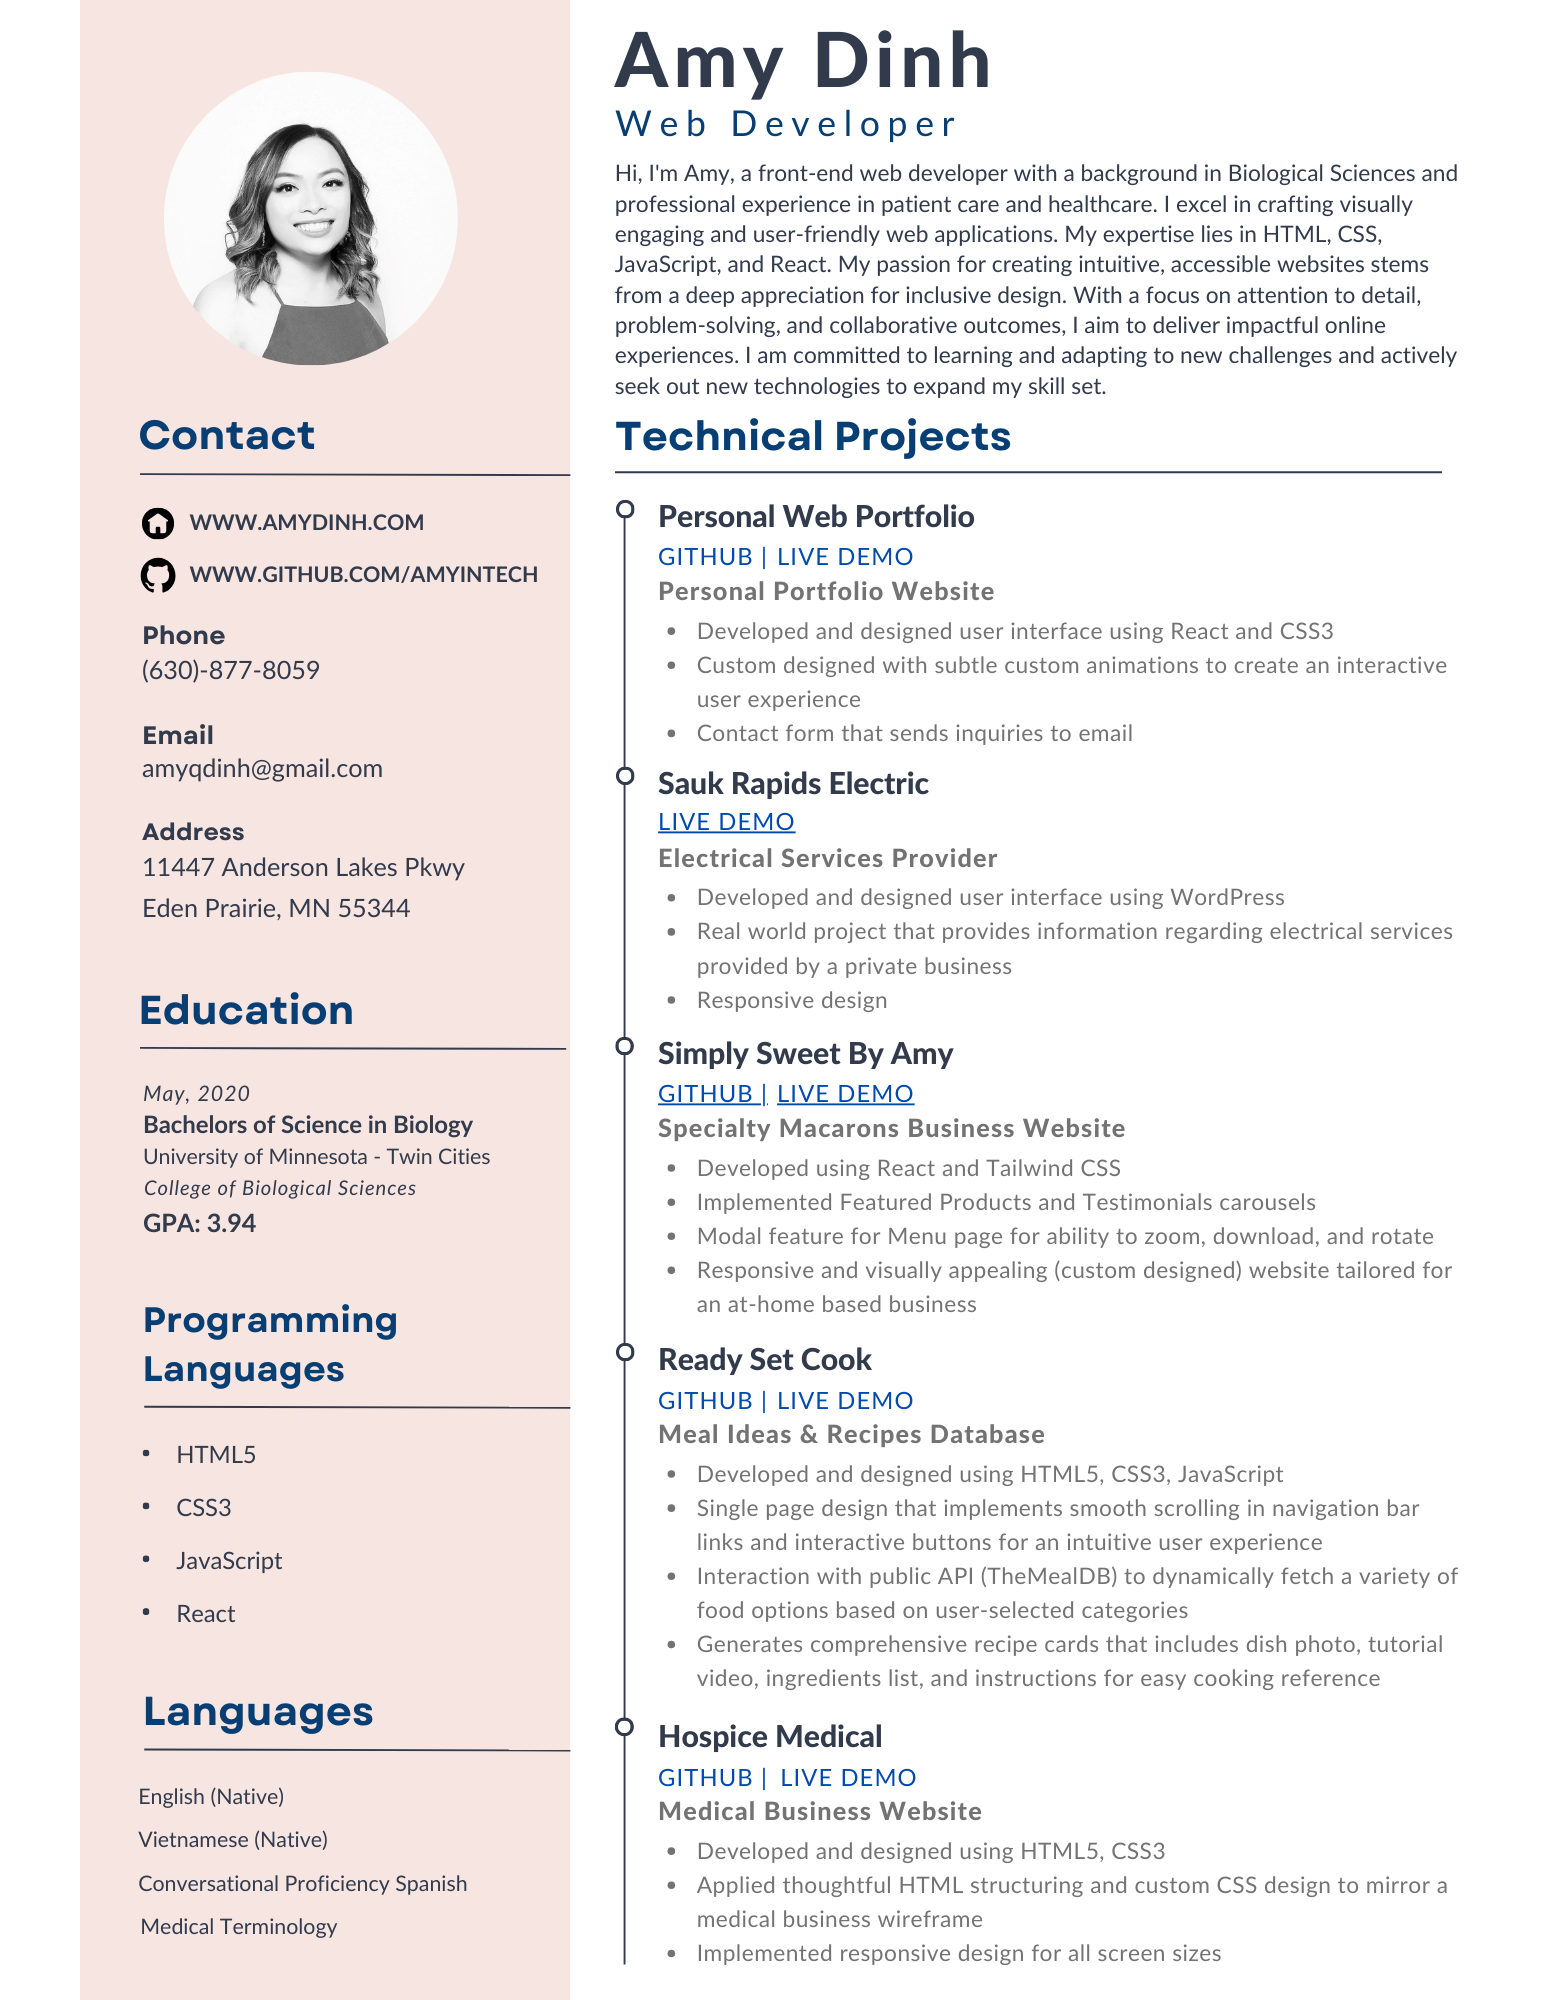 Amy Dinh
Web Developer
Hi, I'm Amy, a front-end web developer with a background in Biological Sciences and
professional experience in patient care and healthcare. I excel in crafting visually
engaging and user-friendly web applications. My expertise lies in HTML, CSS,
JavaScript, and React. My passion for creating intuitive, accessible websites stems
from a deep appreciation for inclusive design. With a focus on attention to detail,
problem-solving, and collaborative outcomes, I aim to deliver impactful online
experiences. I am committed to learning and adapting to new challenges and actively
seek out new technologies to expand my skill set.
Contact
WWW.AMYDINH.COM
WWW.GITHUB.COM/AMYINTECH
Phone
(630)-877-8059
Email
amyqdinh@gmail.com
Address
11447 Anderson Lakes Pkwy
Eden Prairie, MN 55344
Education
May, 2020
Bachelors of Science in Biology
University of Minnesota - Twin Cities
College of Biological Sciences
GPA: 3.94
Programming
Languages
• HTML5
• CSS3
• JavaScript
• React
Languages
English (Native)
Vietnamese (Native)
Conversational Proficiency Spanish
Medical Terminology
Technical Projects
Personal Web Portfolio
GITHUB | LIVE DEMO
Personal Portfolio Website
• Developed and designed user interface using React and CSS3
• Custom designed with subtle custom animations to create an interactive
user experience
• Contact form that sends inquiries to email
Sauk Rapids Electric
LIVE DEMO
Electrical Services Provider
• Developed and designed user interface using WordPress
• Real world project that provides information regarding electrical services
provided by a private business
• Responsive design
Simply Sweet By Amy
GITHUB | LIVE DEMO
Specialty Macarons Business Website
• Developed using React and Tailwind CSS
• Implemented Featured Products and Testimonials carousels
• Modal feature for Menu page for ability to zoom, download, and rotate
• Responsive and visually appealing (custom designed) website tailored for
an at-home based business
Ready Set Cook
GITHUB | LIVE DEMO
Meal Ideas & Recipes Database
• Developed and designed using HTML5, CSS3, JavaScript
• Single page design that implements smooth scrolling in navigation bar
links and interactive buttons for an intuitive user experience
• Interaction with public API (TheMealDB) to dynamically fetch a variety of
food options based on user-selected categories
• Generates comprehensive recipe cards that includes dish photo, tutorial
video, ingredients list, and instructions for easy cooking reference
Hospice Medical
GITHUB | LIVE DEMO
Medical Business Website
• Developed and designed using HTML5, CSS3
• Applied thoughtful HTML structuring and custom CSS design to mirror a
medical business wireframe
• Implemented responsive design for all screen sizes